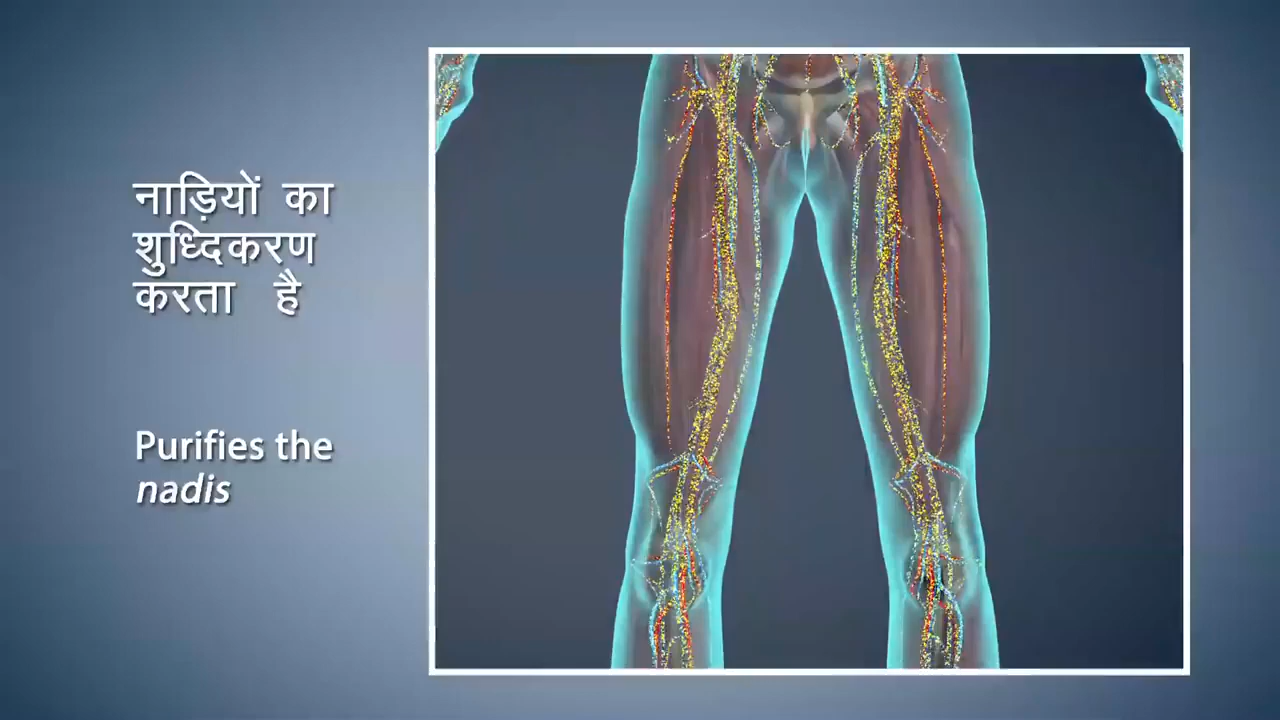 नाड़ियों का
शुध्दिकरण
करता है
Purifies the
nadis